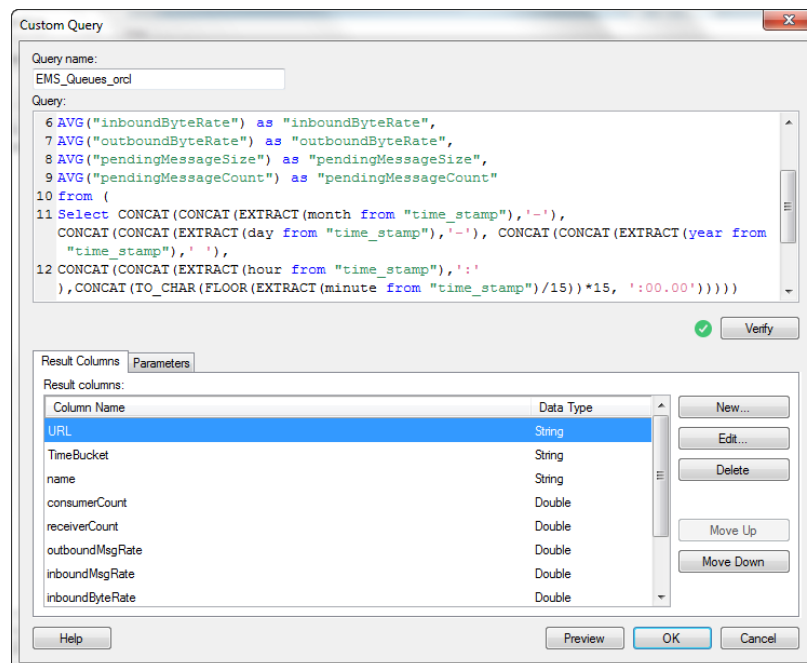 Custom Query
Query name:
EMS_Queues_orcl
Query:
6 AVG("inboundByteRate") as "inboundByteRate",
7 AVG("outboundByteRate") as "outboundByteRate",
8 AVG("pendingMessageSize") as "pendingMessageSize",
9 AVG("pendingMessageCount") as "pendingMessageCount"
10 from (
11 Select CONCAT(CONCAT(EXTRACT(month from "time_stamp"),'-'),
CONCAT(CONCAT(EXTRACT(day from "time_stamp"),'-'), CONCAT(CONCAT(EXTRACT(year from
"time_stamp"),' '),
12 CONCAT(CONCAT(EXTRACT(hour from "time_stamp"),':'
),CONCAT(TO_CHAR(FLOOR(EXTRACT(minute from "time_stamp")/15))*15, ':00.00')))))
Verify
Result Columns Parameters
Result columns:
Column Name Data Type
URL String
TimeBucket String
name String
consumerCount Double
receiverCount Double
outboundMsgRate Double
inboundMsgRate Double
inboundByteRate Double
New...
Edit...
Delete
Move Up
Move Down
Help Preview OK Cancel